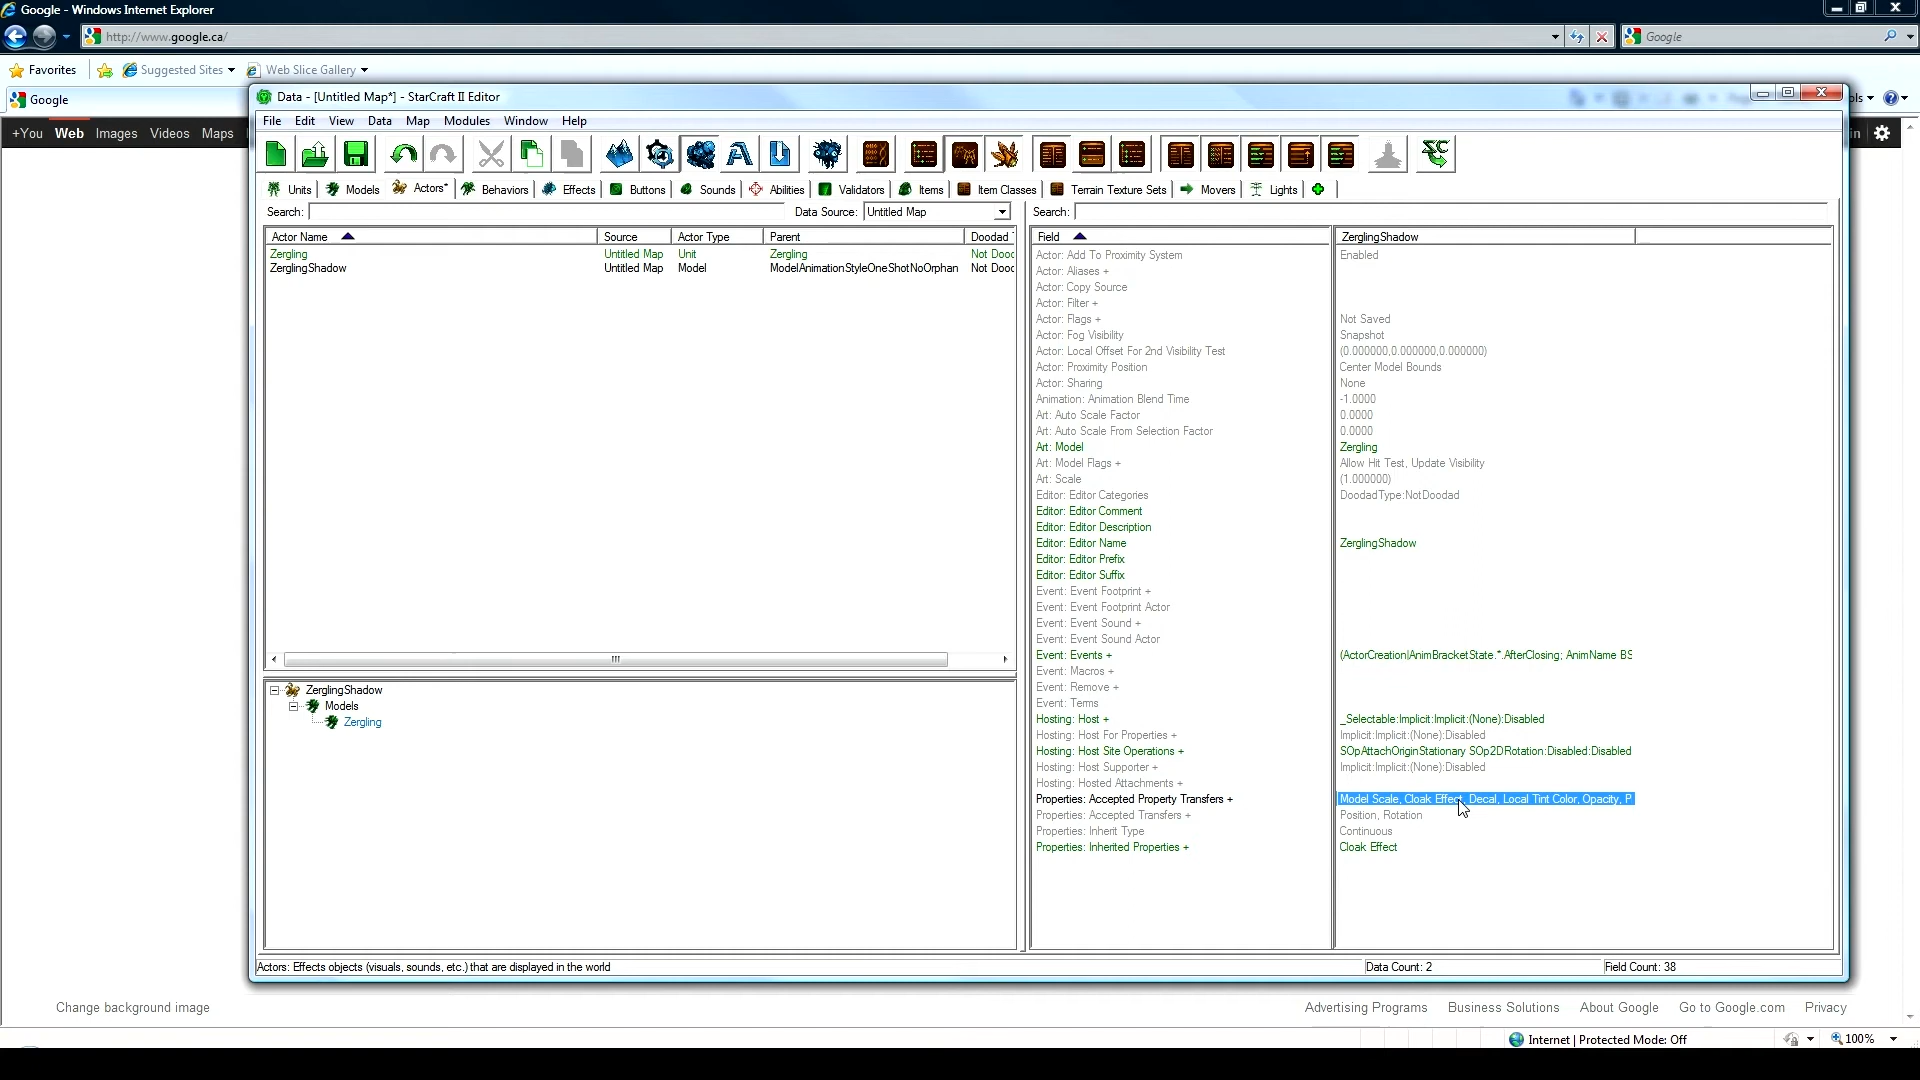 Google - Windows Internet Explorer
http://www.google.ca/
Google
Favorites
Suggested Sites
Web Slice Gallery
Google
+You Web Images Videos Maps
Data - [Untitled Map*] - StarCraft II Editor
File Edit View Data Map Modules Window Help
Units Models Actors* Behaviors Effects Buttons Sounds Abilities Validators Items Item Classes Terrain Texture Sets Movers Lights
Search:
Data Source: Untitled Map
Search:
Actor Name Source Actor Type Parent Doodad
Zergling Untitled Map Unit Zergling Not Dooc
ZerglingShadow Untitled Map Model ModelAnimationStyleOneShotNoOrphan Not Dooc
ZerglingShadow
Models
Zergling
Field ZerglingShadow
Actor: Add To Proximity System Enabled
Actor: Aliases +
Actor: Copy Source
Actor: Filter +
Actor: Flags + Not Saved
Actor: Fog Visibility Snapshot
Actor: Local Offset For 2nd Visibility Test (0.000000,0.000000,0.000000)
Actor: Proximity Position Center Model Bounds
Actor: Sharing None
Animation: Animation Blend Time -1.0000
Art: Auto Scale Factor 0.0000
Art: Auto Scale From Selection Factor 0.0000
Art: Model Zergling
Art: Model Flags + Allow Hit Test, Update Visibility
Art: Scale (1.000000)
Editor: Editor Categories DoodadType:NotDoodad
Editor: Editor Comment
Editor: Editor Description
Editor: Editor Name ZerglingShadow
Editor: Editor Prefix
Editor: Editor Suffix
Event: Event Footprint +
Event: Event Footprint Actor
Event: Event Sound +
Event: Event Sound Actor
Event: Events + (ActorCreation|AnimBracketState.*.AfterClosing; AnimName BS
Event: Macros +
Event: Remove +
Event: Terms
Hosting: Host + _Selectable:Implicit:Implicit:(None):Disabled
Hosting: Host For Properties + Implicit:Implicit:(None):Disabled
Hosting: Host Site Operations + SOpAttachOriginStationary SOp2DRotation:Disabled:Disabled
Hosting: Host Supporter + Implicit:Implicit:(None):Disabled
Hosting: Hosted Attachments +
Properties: Accepted Property Transfers + Model Scale, Cloak Effect, Decal, Local Tint Color, Opacity, P
Properties: Accepted Transfers + Position, Rotation
Properties: Inherit Type Continuous
Properties: Inherited Properties + Cloak Effect
Actors: Effects objects (visuals, sounds, etc.) that are displayed in the world
Data Count: 2
Field Count: 38
Change background image
Advertising Programs Business Solutions About Google Go to Google.com Privacy
Internet | Protected Mode: Off
100%